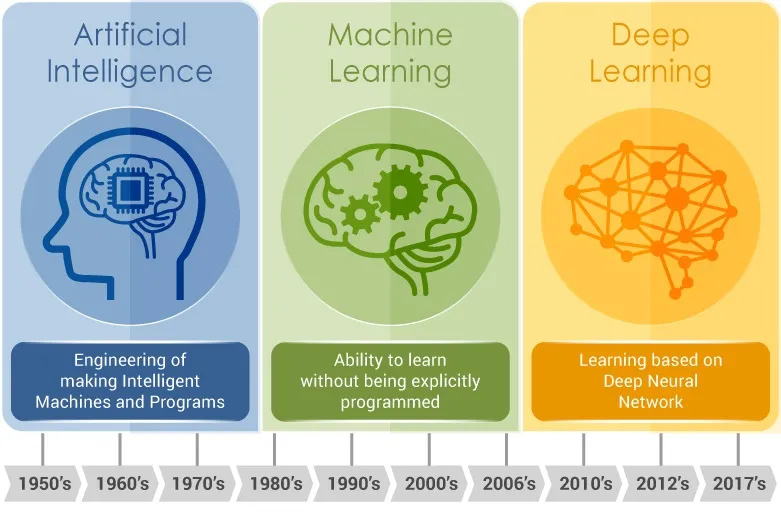 Artificial
Intelligence
Machine
Learning
Deep
Learning
Engineering of
making Intelligent
Machines and Programs
Ability to learn
without being explicitly
programmed
Learning based on
Deep Neural
Network
1950's
1960's
1970's
1980's
1990's
2000's
2006's
2010's
2012's
2017's